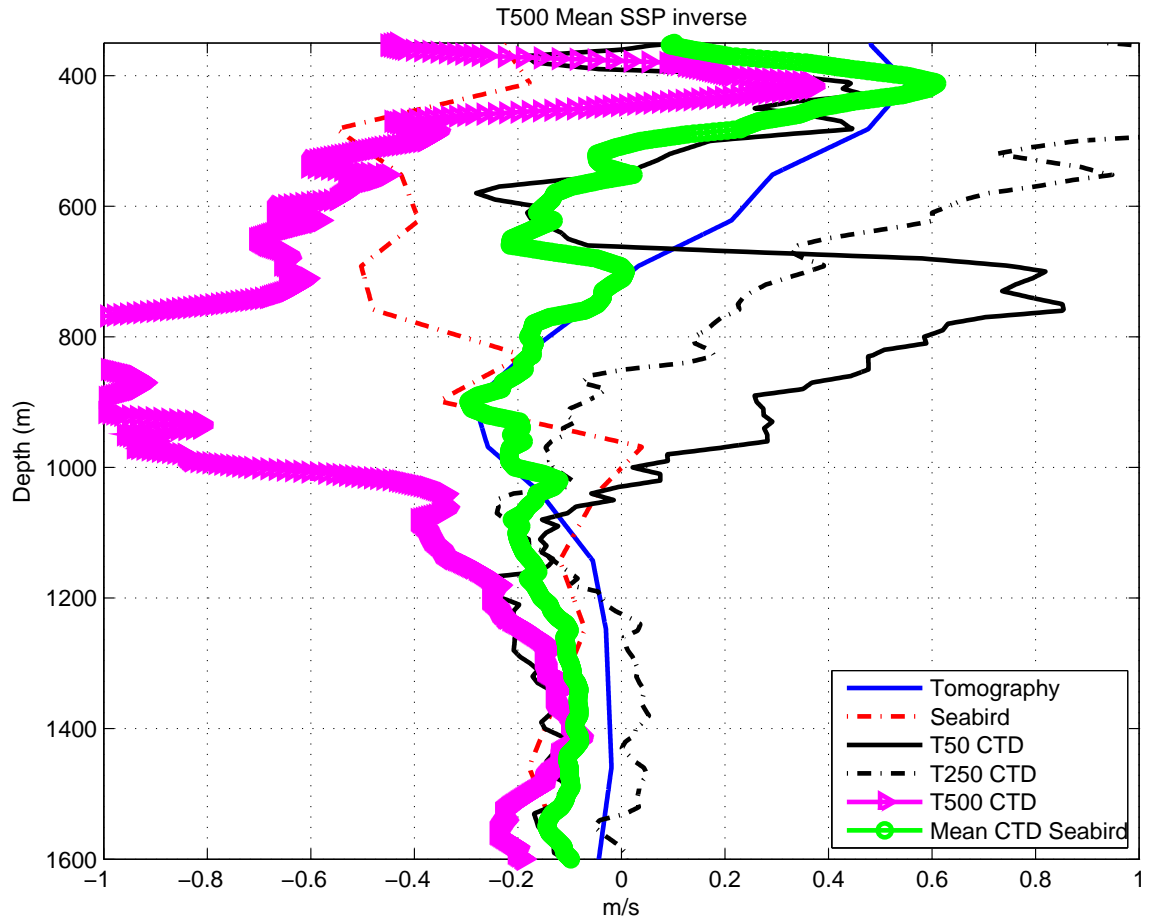 T500 Mean SSP inverse
400
600
800
1000
1200
1400
1600
Depth (m)
Tomography
Seabird
T50 CTD
T250 CTD
T500 CTD
Mean CTD Seabird
−1
−0.8
−0.6
−0.4
−0.2
0
0.2
0.4
0.6
0.8
1
m/s